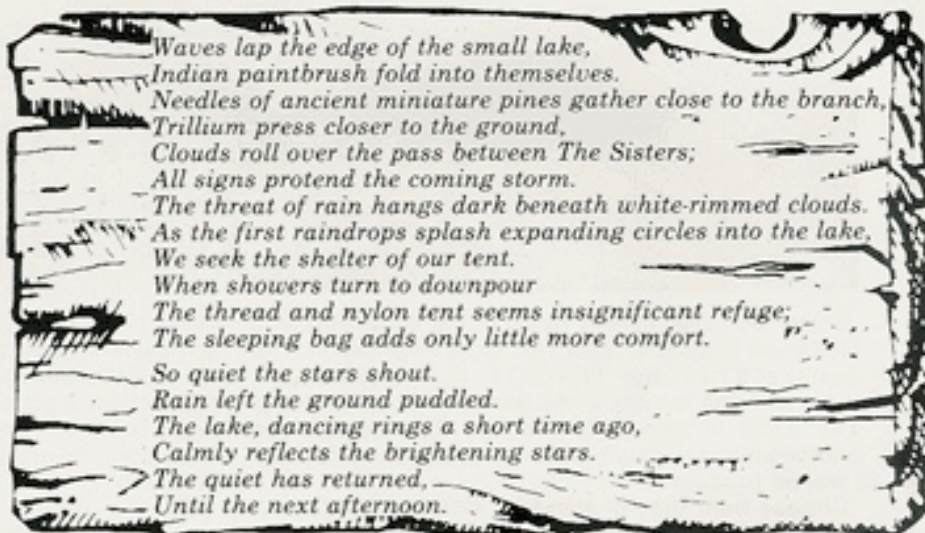 Waves lap the edge of the small lake,
Indian paintbrush fold into themselves.
Needles of ancient miniature pines gather close to the branch,
Trillium press closer to the ground,
Clouds roll over the pass between The Sisters;
All signs protend the coming storm.
The threat of rain hangs dark beneath white-rimmed clouds.
As the first raindrops splash expanding circles into the lake,
We seek the shelter of our tent.
When showers turn to downpour
The thread and nylon tent seems insignificant refuge;
The sleeping bag adds only little more comfort.
So quiet the stars shout.
Rain left the ground puddled.
The lake, dancing rings a short time ago,
Calmly reflects the brightening stars.
The quiet has returned,
Until the next afternoon.